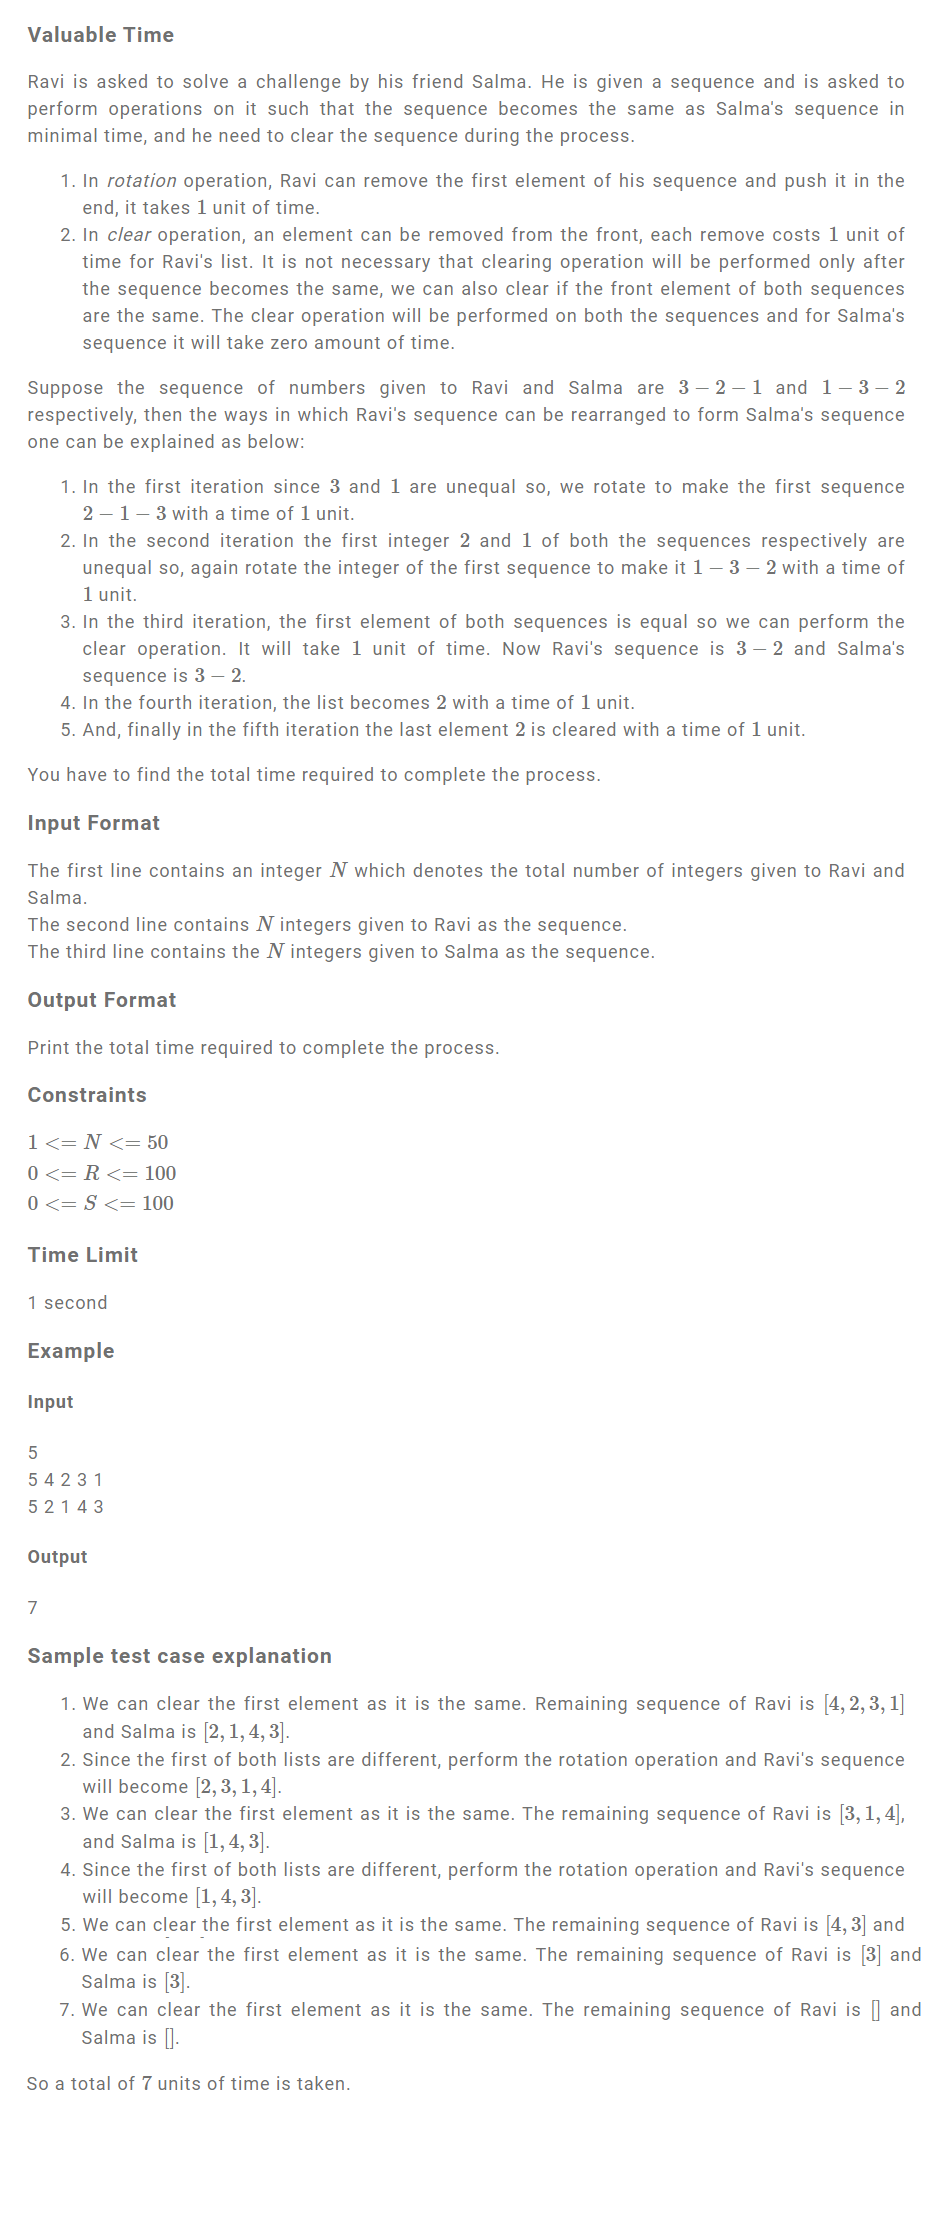 Valuable Time
Ravi is asked to solve a challenge by his friend Salma. He is given a sequence and is asked to
perform operations on it such that the sequence becomes the same as Salma's sequence in
minimal time, and he need to clear the sequence during the process.
1. In rotation operation, Ravi can remove the first element of his sequence and push it in the
end, it takes 1 unit of time.
2. In clear operation, an element can be removed from the front, each remove costs 1 unit of
time for Ravi's list. It is not necessary that clearing operation will be performed only after
the sequence becomes the same, we can also clear if the front element of both sequences
are the same. The clear operation will be performed on both the sequences and for Salma's
sequence it will take zero amount of time.
Suppose the sequence of numbers given to Ravi and Salma are 3 − 2 − 1 and 1 − 3 − 2
respectively, then the ways in which Ravi's sequence can be rearranged to form Salma's sequence
one can be explained as below:
1. In the first iteration since 3 and 1 are unequal so, we rotate to make the first sequence
2 − 1 − 3 with a time of 1 unit.
2. In the second iteration the first integer 2 and 1 of both the sequences respectively are
unequal so, again rotate the integer of the first sequence to make it 1 − 3 − 2 with a time of
1 unit.
3. In the third iteration, the first element of both sequences is equal so we can perform the
clear operation. It will take 1 unit of time. Now Ravi's sequence is 3 − 2 and Salma's
sequence is 3 − 2.
4. In the fourth iteration, the list becomes 2 with a time of 1 unit.
5. And, finally in the fifth iteration the last element 2 is cleared with a time of 1 unit.
You have to find the total time required to complete the process.
Input Format
The first line contains an integer N which denotes the total number of integers given to Ravi and
Salma.
The second line contains N integers given to Ravi as the sequence.
The third line contains the N integers given to Salma as the sequence.
Output Format
Print the total time required to complete the process.
Constraints
1 <= N <= 50
0 <= R <= 100
0 <= S <= 100
Time Limit
1 second
Example
Input
5
5 4 2 3 1
5 2 1 4 3
Output
7
Sample test case explanation
1. We can clear the first element as it is the same. Remaining sequence of Ravi is [4, 2, 3, 1]
and Salma is [2, 1, 4, 3].
2. Since the first of both lists are different, perform the rotation operation and Ravi's sequence
will become [2, 3, 1, 4].
3. We can clear the first element as it is the same. The remaining sequence of Ravi is [3, 1, 4],
and Salma is [1, 4, 3].
4. Since the first of both lists are different, perform the rotation operation and Ravi's sequence
will become [1, 4, 3].
5. We can clear the first element as it is the same. The remaining sequence of Ravi is [4, 3] and
6. We can clear the first element as it is the same. The remaining sequence of Ravi is [3] and
Salma is [3].
7. We can clear the first element as it is the same. The remaining sequence of Ravi is [] and
Salma is [].
So a total of 7 units of time is taken.